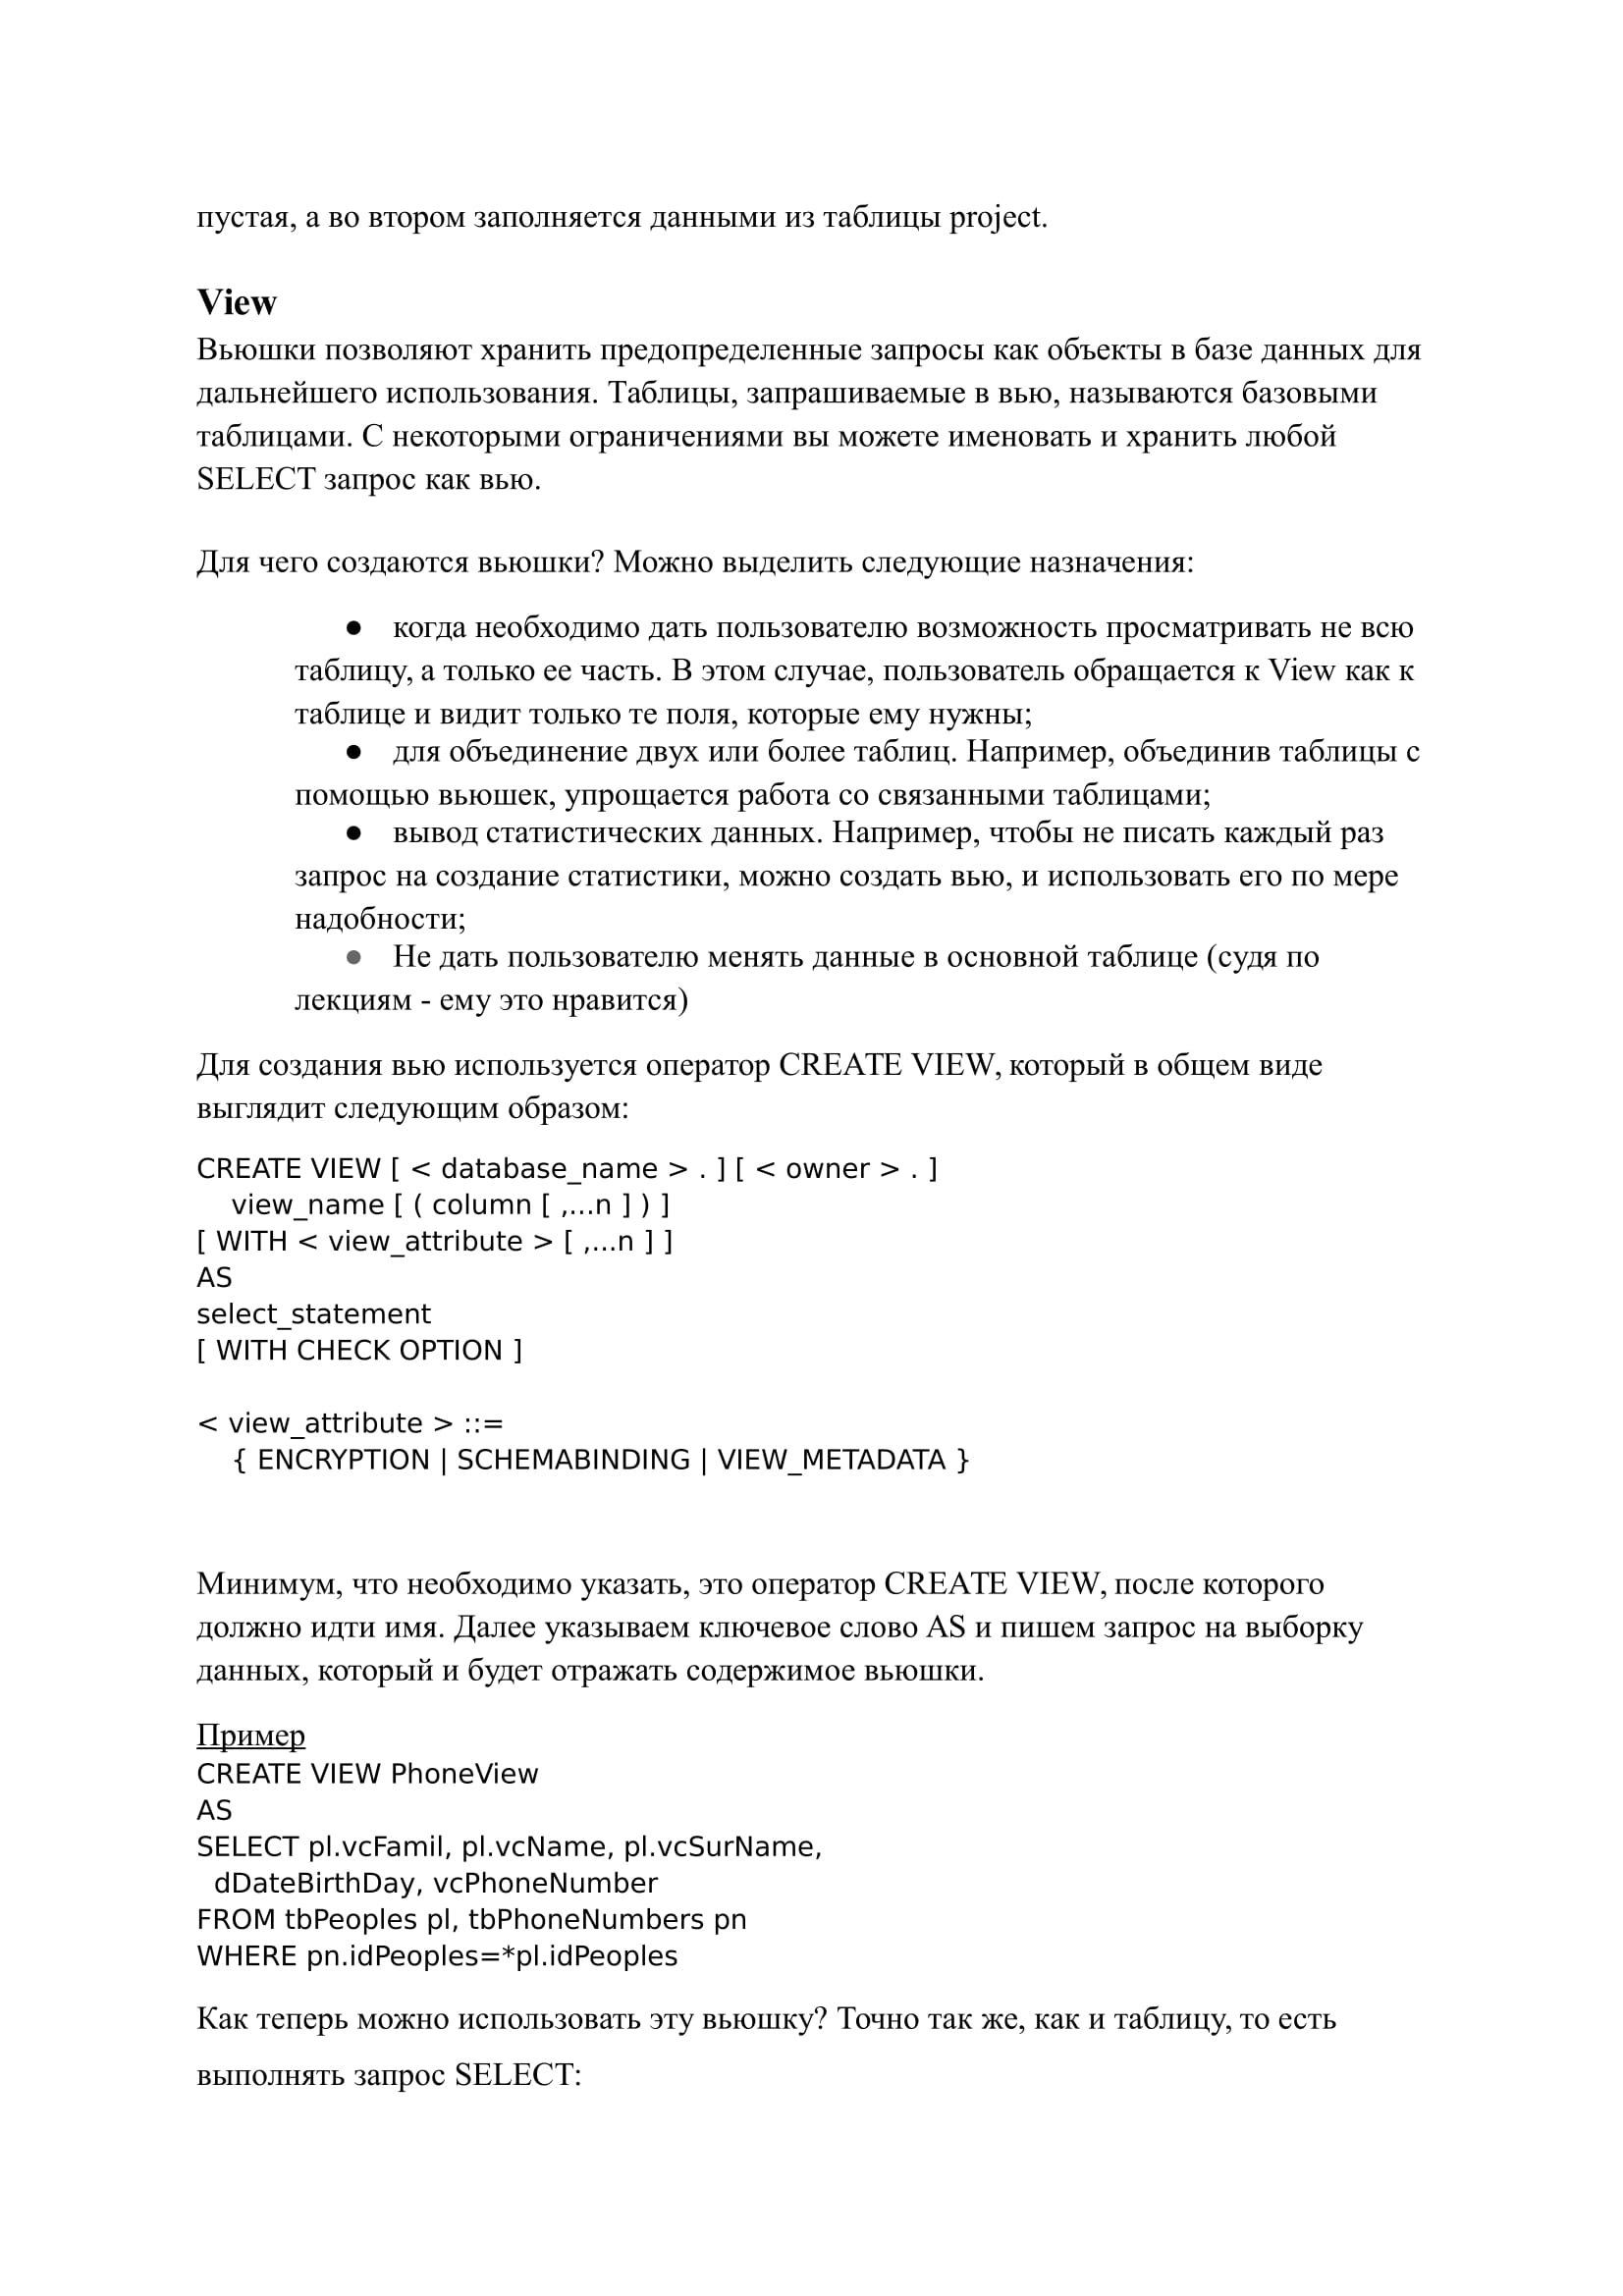 пустая, а во втором заполняется данными из таблицы project.
View
Вьюшки позволяют хранить предопределенные запросы как объекты в базе данных для
дальнейшего использования. Таблицы, запрашиваемые в вью, называются базовыми
таблицами. С некоторыми ограничениями вы можете именовать и хранить любой
SELECT запрос как вью.
Для чего создаются вьюшки? Можно выделить следующие назначения:
● когда необходимо дать пользователю возможность просматривать не всю
таблицу, а только ее часть. В этом случае, пользователь обращается к View как к
таблице и видит только те поля, которые ему нужны;
● для объединение двух или более таблиц. Например, объединив таблицы с
помощью вьюшек, упрощается работа со связанными таблицами;
● вывод статистических данных. Например, чтобы не писать каждый раз
запрос на создание статистики, можно создать вью, и использовать его по мере
надобности;
● Не дать пользователю менять данные в основной таблице (судя по
лекциям - ему это нравится)
Для создания вью используется оператор CREATE VIEW, который в общем виде
выглядит следующим образом:
CREATE VIEW [ < database_name > . ] [ < owner > . ]
view_name [ ( column [ ,...n ] ) ]
[ WITH < view_attribute > [ ,...n ] ]
AS
select_statement
[ WITH CHECK OPTION ]
< view_attribute > ::=
{ ENCRYPTION | SCHEMABINDING | VIEW_METADATA }
Минимум, что необходимо указать, это оператор CREATE VIEW, после которого
должно идти имя. Далее указываем ключевое слово AS и пишем запрос на выборку
данных, который и будет отражать содержимое вьюшки.
Пример
CREATE VIEW PhoneView
AS
SELECT pl.vcFamil, pl.vcName, pl.vcSurName,
dDateBirthDay, vcPhoneNumber
FROM tbPeoples pl, tbPhoneNumbers pn
WHERE pn.idPeoples=*pl.idPeoples
Как теперь можно использовать эту вьюшку? Точно так же, как и таблицу, то есть
выполнять запрос SELECT: